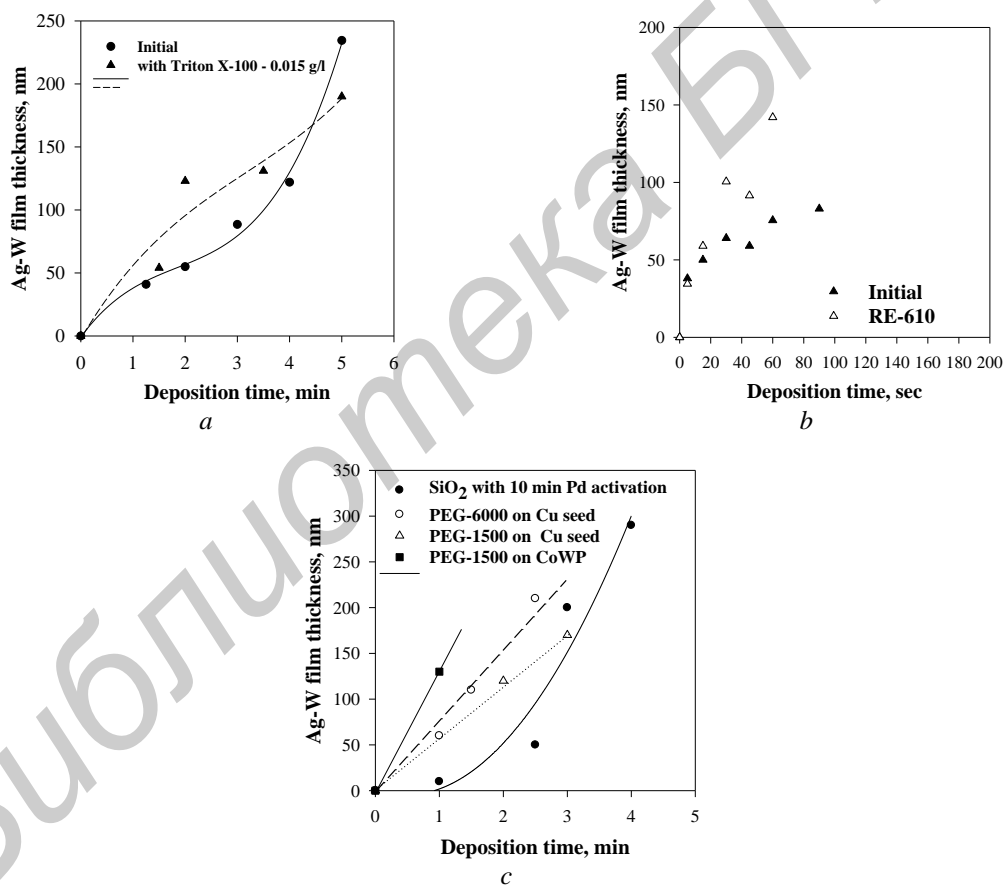 250
200
150
100
50
0
Ag-W film thickness, nm
Initial
with Triton X-100 - 0.015 g/l
0 1 2 3 4 5 6
Deposition time, min
a
200
150
100
50
0
Ag-W film thickness, nm
Initial
RE-610
0 20 40 60 80 100 120 140 160 180 200
Deposition time, sec
b
350
300
250
200
150
100
50
0
Ag-W film thickness, nm
SiO2 with 10 min Pd activation
PEG-6000 on Cu seed
PEG-1500 on Cu seed
PEG-1500 on CoWP
0 1 2 3 4 5
Deposition time, min
c
библиотека БГ